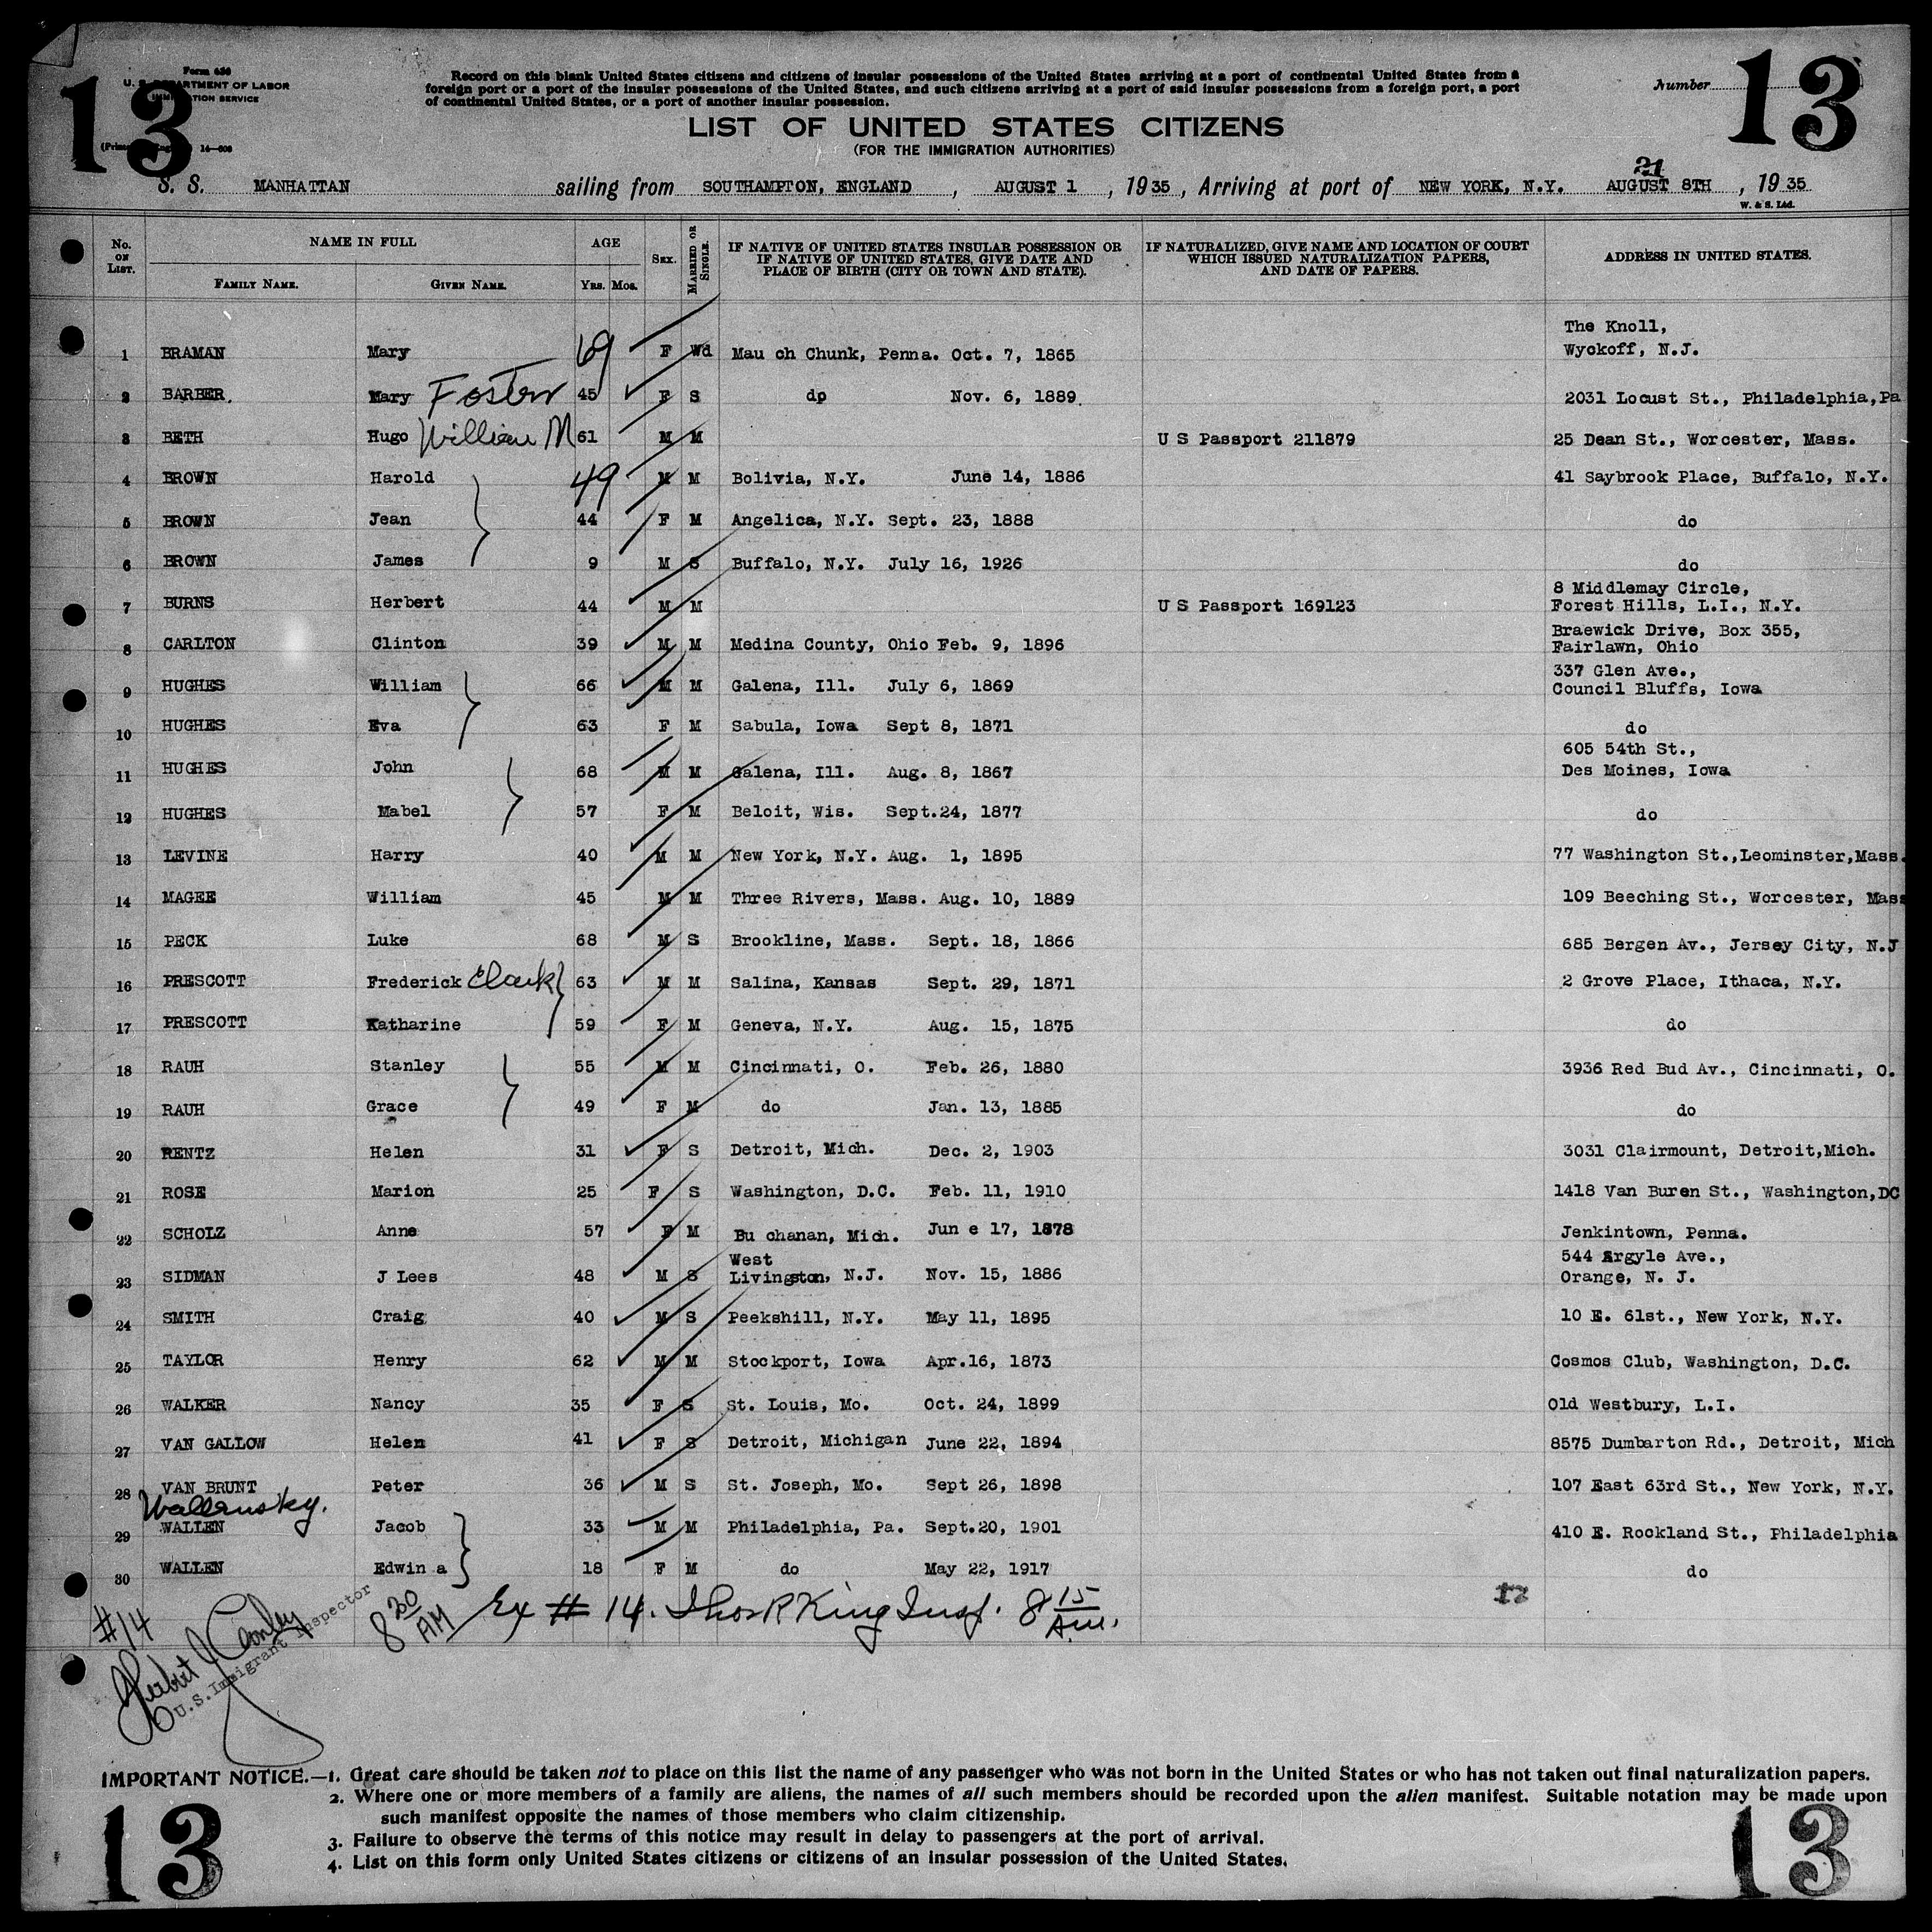 13
Form 630
U. S. DEPARTMENT OF LABOR
IMMIGRATION SERVICE
14—608
Record on this blank United States citizens and citizens of insular possessions of the United States arriving at a port of continental United States from a
foreign port or a port of the insular possessions of the United States, and such citizens arriving at a port of said insular possessions from a foreign port, a port
of continental United States, or a port of another insular possession.
Number 13
LIST OF UNITED STATES CITIZENS
(FOR THE IMMIGRATION AUTHORITIES)
21
S. S. MANHATTAN sailing from SOUTHAMPTON, ENGLAND, AUGUST 1, 1935, Arriving at port of NEW YORK, N.Y. AUGUST 8TH, 1935
W. & S. Ltd.
No. ON LIST. NAME IN FULL FAMILY NAME. GIVEN NAME. AGE YRS. MOS. SEX. MARRIED OR SINGLE. IF NATIVE OF UNITED STATES INSULAR POSSESSION OR IF NATIVE OF UNITED STATES, GIVE DATE AND PLACE OF BIRTH (CITY OR TOWN AND STATE). IF NATURALIZED, GIVE NAME AND LOCATION OF COURT WHICH ISSUED NATURALIZATION PAPERS, AND DATE OF PAPERS. ADDRESS IN UNITED STATES.
The Knoll,
1 BRAMAN Mary 69 F Wd Mau ch Chunk, Penna. Oct. 7, 1865 Wyckoff, N.J.
2 BARBER. Mary Foster 45 F S do Nov. 6, 1889. 2031 Locust St., Philadelphia,Pa
3 BETH Hugo William M 61 M M U S Passport 211879 25 Dean St., Worcester, Mass.
4 BROWN Harold 49 M M Bolivia, N.Y. June 14, 1886 41 Saybrook Place, Buffalo, N.Y.
5 BROWN Jean 44 F M Angelica, N.Y. Sept. 23, 1888 do
6 BROWN James 9 M S Buffalo, N.Y. July 16, 1926 do
8 Middlemay Circle,
7 BURNS Herbert 44 M M U S Passport 169123 Forest Hills, L.I., N.Y.
Braewick Drive, Box 355,
8 CARLTON Clinton 39 M M Medina County, Ohio Feb. 9, 1896 Fairlawn, Ohio
337 Glen Ave.,
9 HUGHES William 66 M M Galena, Ill. July 6, 1869 Council Bluffs, Iowa
10 HUGHES Eva 63 F M Sabula, Iowa Sept 8, 1871 do
605 54th St.,
11 HUGHES John 68 M M Galena, Ill. Aug. 8, 1867 Des Moines, Iowa
12 HUGHES Mabel 57 F M Beloit, Wis. Sept.24, 1877 do
13 LEVINE Harry 40 M M New York, N.Y. Aug. 1, 1895 77 Washington St.,Leominster,Mass.
14 MAGEE William 45 M M Three Rivers, Mass. Aug. 10, 1889 109 Beeching St., Worcester, Mass
15 PECK Luke 68 M S Brookline, Mass. Sept. 18, 1866 685 Bergen Av., Jersey City, N.J
16 PRESCOTT Frederick Clark 63 M M Salina, Kansas Sept. 29, 1871 2 Grove Place, Ithaca, N.Y.
17 PRESCOTT Katharine 59 F M Geneva, N.Y. Aug. 15, 1875 do
18 RAUH Stanley 55 M M Cincinnati, O. Feb. 26, 1880 3936 Red Bud Av., Cincinnati, O.
19 RAUH Grace 49 F M do Jan. 13, 1885 do
20 RENTZ Helen 31 F S Detroit, Mich. Dec. 2, 1903 3031 Clairmount, Detroit,Mich.
21 ROSE Marion 25 F S Washington, D.C. Feb. 11, 1910 1418 Van Buren St., Washington,DC
22 SCHOLZ Anne 57 F M Bu chanan, Mich. Jun e 17, 1878 Jenkintown, Penna.
West 544 Argyle Ave.,
23 SIDMAN J Lees 48 M S Livingston, N.J. Nov. 15, 1886 Orange, N. J.
24 SMITH Craig 40 M S Peekshill, N.Y. May 11, 1895 10 E. 61st., New York, N.Y.
25 TAYLOR Henry 62 M M Stockport, Iowa Apr.16, 1873 Cosmos Club, Washington, D.C.
26 WALKER Nancy 35 F S St. Louis, Mo. Oct. 24, 1899 Old Westbury, L.I.
27 VAN GALLOW Helen 41 F S Detroit, Michigan June 22, 1894 8575 Dumbarton Rd., Detroit, Mich
28 VAN BRUNT Peter 36 M S St. Joseph, Mo. Sept 26, 1898 107 East 63rd St., New York, N.Y.
Wallensky.
29 WALLEN Jacob 33 M M Philadelphia, Pa. Sept.20, 1901 410 E. Rockland St., Philadelphia
30 WALLEN Edwin a 18 F M do May 22, 1917 do
#14 8 30 AM Ex # 14. Thos P King Insp. 8 15 Am.
U.S.Immigrant Inspector
IMPORTANT NOTICE.—1. Great care should be taken not to place on this list the name of any passenger who was not born in the United States or who has not taken out final naturalization papers.
2. Where one or more members of a family are aliens, the names of all such members should be recorded upon the alien manifest. Suitable notation may be made upon
such manifest opposite the names of those members who claim citizenship.
3. Failure to observe the terms of this notice may result in delay to passengers at the port of arrival.
4. List on this form only United States citizens or citizens of an insular possession of the United States.
13
13